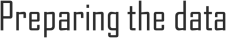 Preparing the data